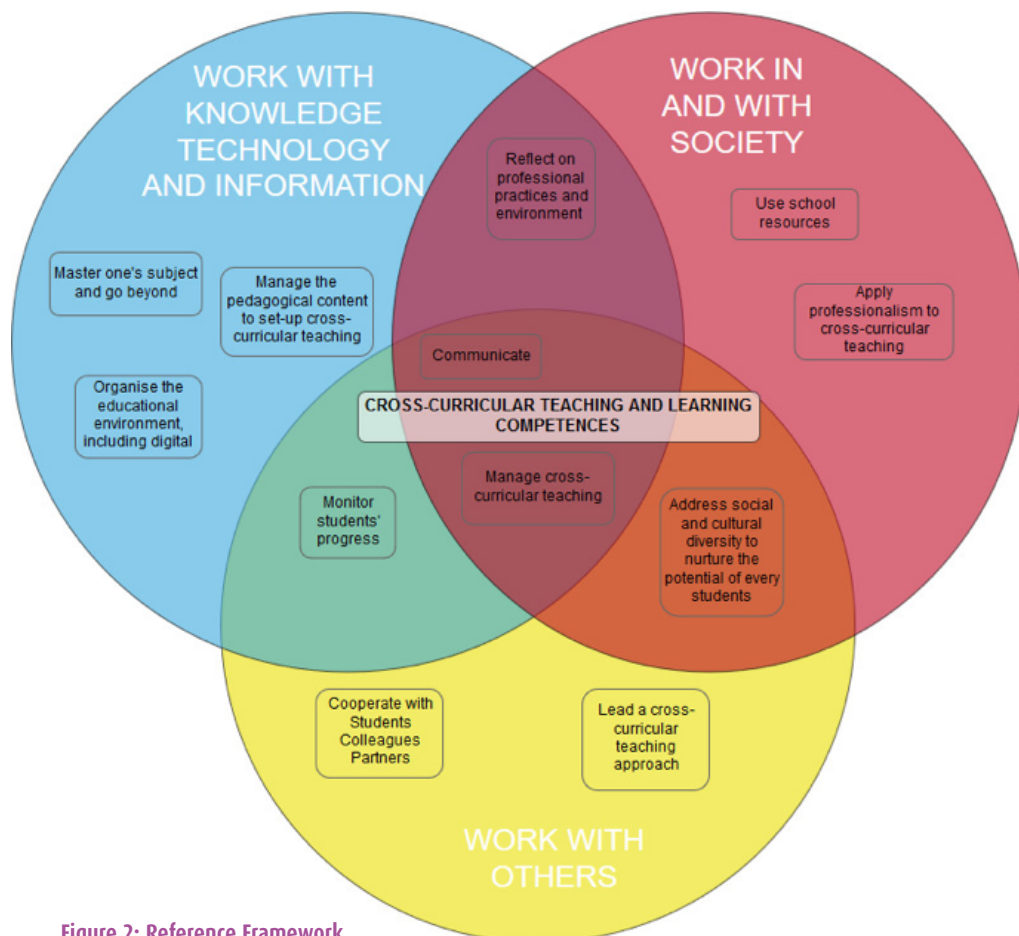 WORK WITH
KNOWLEDGE
TECHNOLOGY
AND INFORMATION
WORK IN
AND WITH
SOCIETY
Reflect on
professional
practices and
environment
Use school
resources
Master one's subject
and go beyond
Manage the
pedagogical content
to set-up cross-
curricular teaching
Apply
professionalism to
cross-curricular
teaching
Communicate
Organise the
educational
environment,
including digital
CROSS-CURRICULAR TEACHING AND LEARNING
COMPETENCES
Manage cross-
curricular teaching
Monitor
students'
progress
Address social
and cultural
diversity to
nurture the
potential of every
students
Cooperate with
Students
Colleagues
Partners
Lead a cross-
curricular
teaching
approach
WORK WITH
OTHERS
Figure 2: Reference Framework